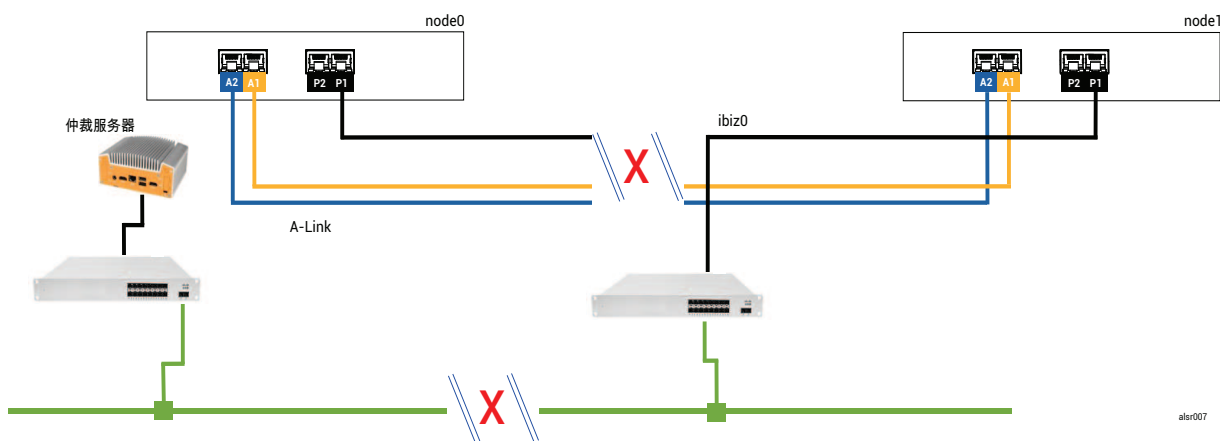 node0
node1
A2 A1 P2 P1
A2 A1 P2 P1
仲裁服务器
ibiz0
X
A-Link
X
alsr007